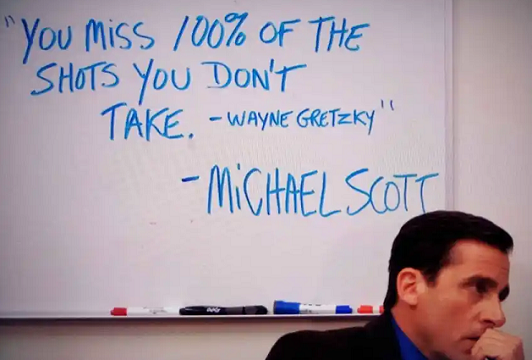 "YOU MISS 100% OF THE
SHOTS YOU DON'T
TAKE. - WAYNE GRETZKY"
- MICHAEL SCOTT